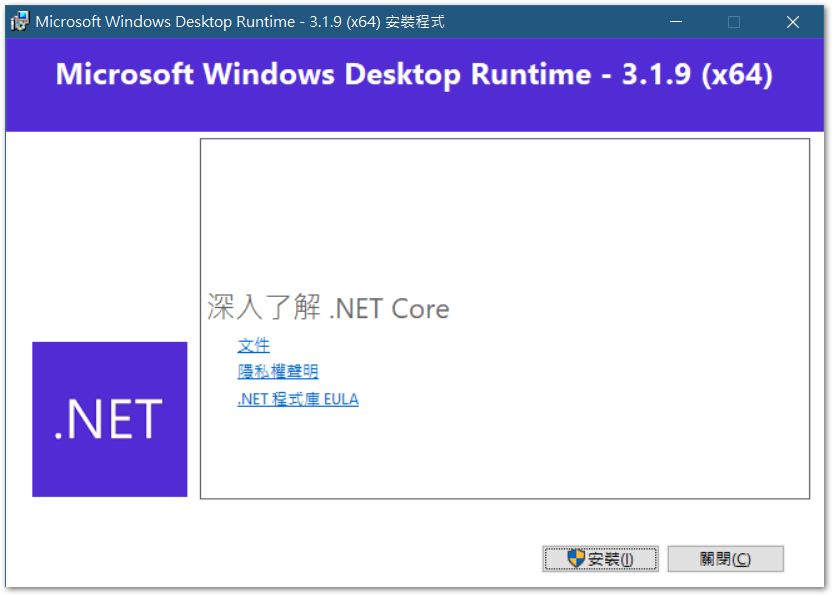 Microsoft Windows Desktop Runtime - 3.1.9 (x64) 安裝程式
Microsoft Windows Desktop Runtime - 3.1.9 (x64)
深入了解 .NET Core
文件
隱私權聲明
.NET 程式庫 EULA
.NET
安裝(I)
關閉(C)